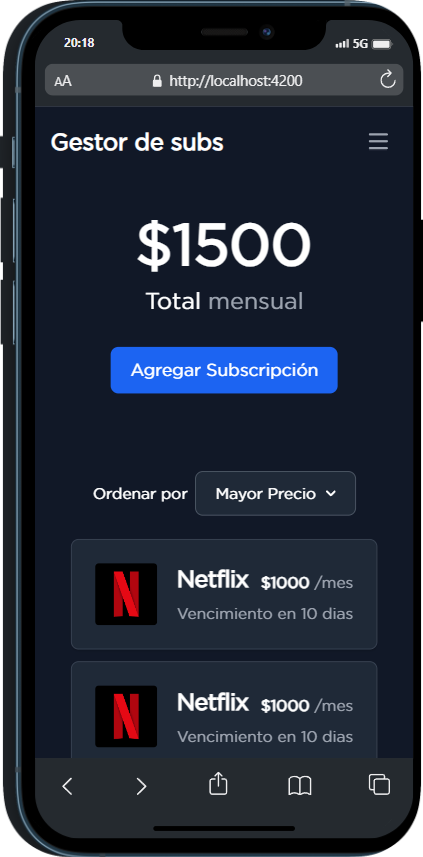 20:18
5G
AA
http://localhost:4200
Gestor de subs
$1500
Total mensual
Agregar Subscripción
Ordenar por
Mayor Precio
Netflix $1000 /mes
Vencimiento en 10 dias
Netflix $1000 /mes
Vencimiento en 10 dias